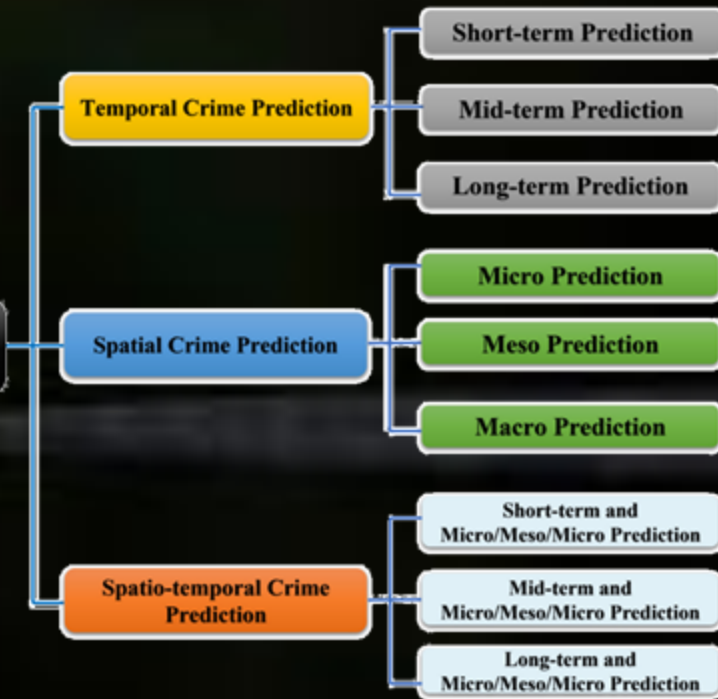 Short-term Prediction
Temporal Crime Prediction
Mid-term Prediction
Long-term Prediction
Micro Prediction
Spatial Crime Prediction
Meso Prediction
Macro Prediction
Short-term and
Micro/Meso/Micro Prediction
Spatio-temporal Crime
Prediction
Mid-term and
Micro/Meso/Micro Prediction
Long-term and
Micro/Meso/Micro Prediction